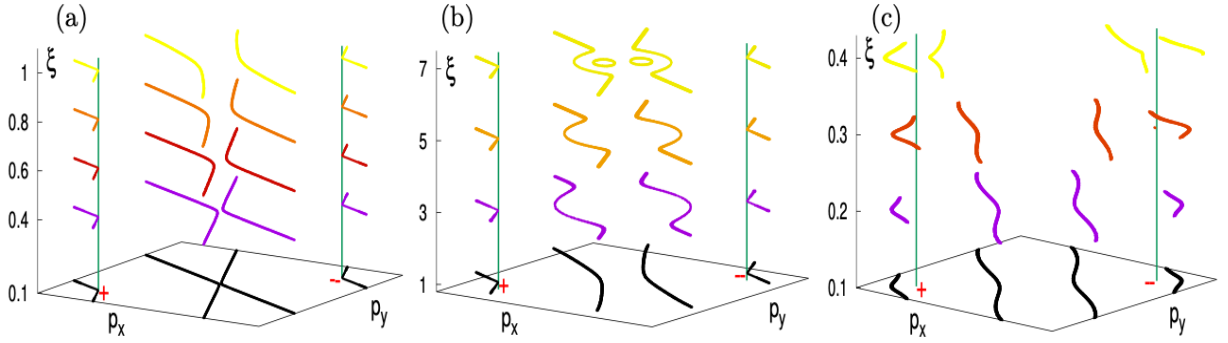 (a)
ξ
1
0.8
0.6
0.4
0.1
+
--
p_x
p_y
(b)
ξ
7
5
3
1
+
--
p_x
p_y
(c)
ξ
0.4
0.3
0.2
0.1
+
--
p_x
p_y